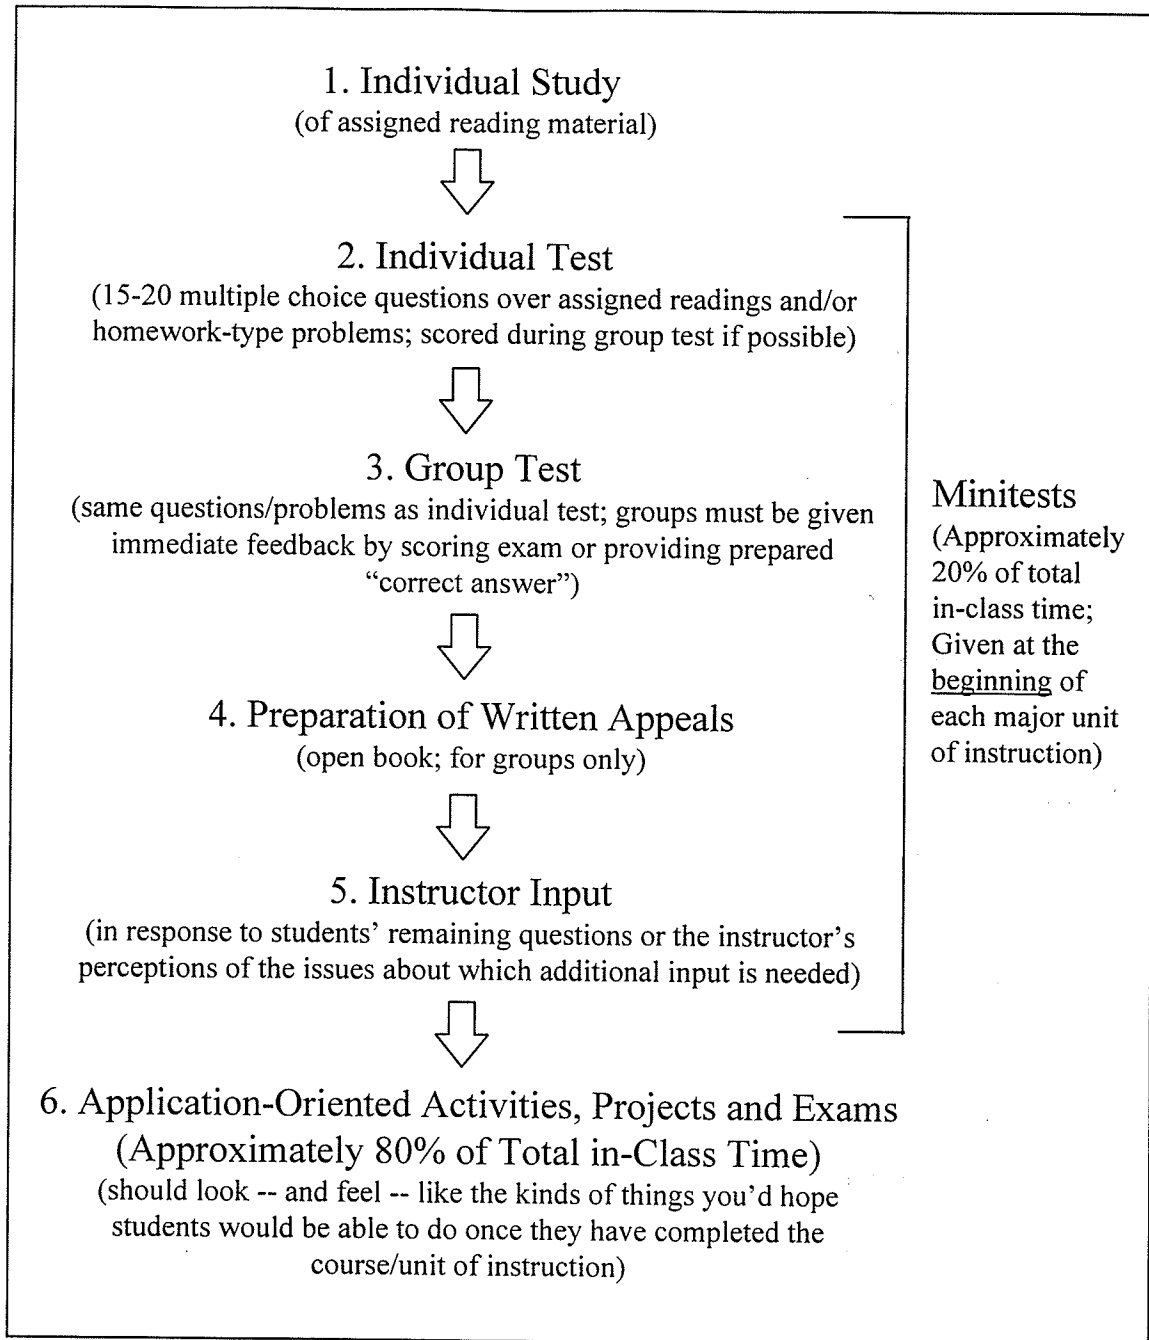 1. Individual Study
(of assigned reading material)
2. Individual Test
(15-20 multiple choice questions over assigned readings and/or
homework-type problems; scored during group test if possible)
3. Group Test
(same questions/problems as individual test; groups must be given
immediate feedback by scoring exam or providing prepared
“correct answer”)
4. Preparation of Written Appeals
(open book; for groups only)
5. Instructor Input
(in response to students’ remaining questions or the instructor’s
perceptions of the issues about which additional input is needed)
Minitests
(Approximately
20% of total
in-class time;
Given at the
beginning of
each major unit
of instruction)
6. Application-Oriented Activities, Projects and Exams
(Approximately 80% of Total in-Class Time)
(should look -- and feel -- like the kinds of things you’d hope
students would be able to do once they have completed the
course/unit of instruction)